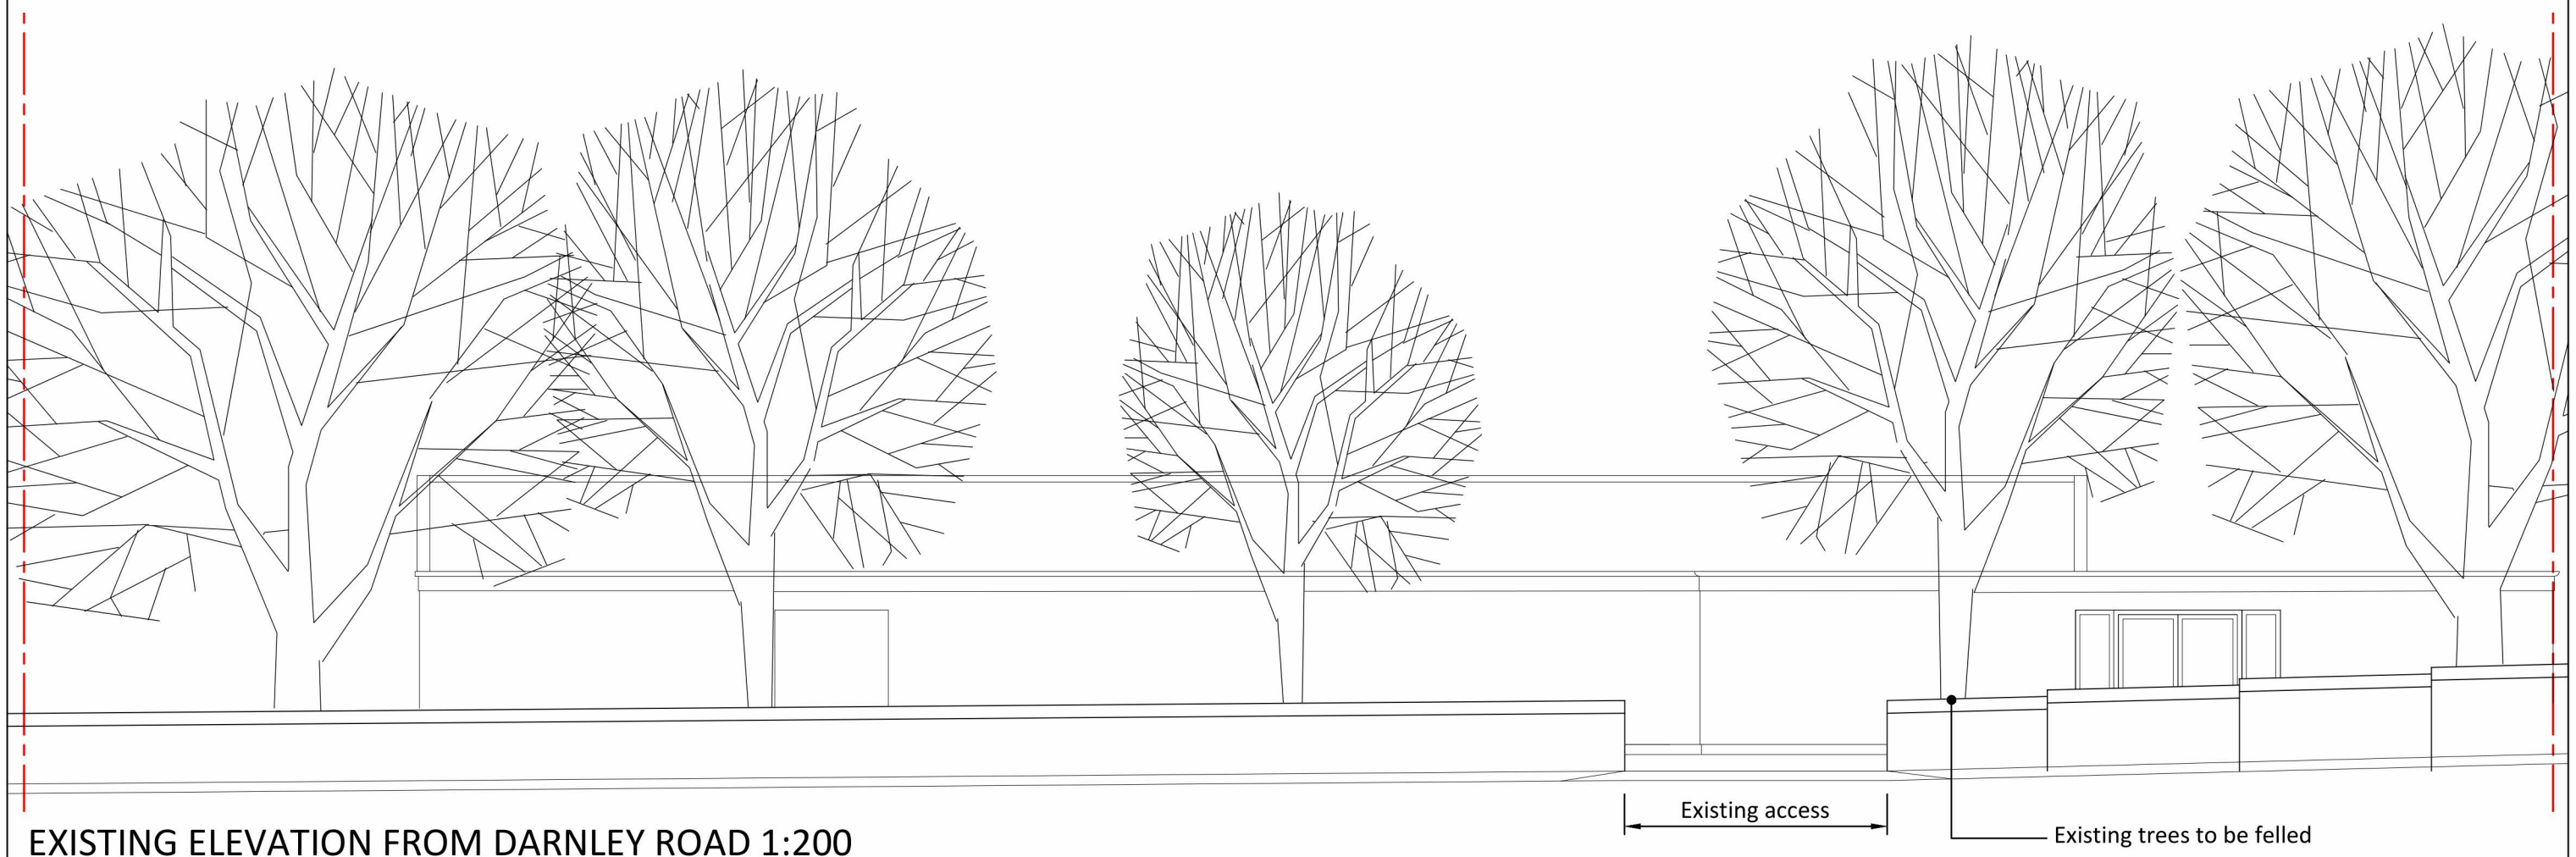 Existing access
Existing trees to be felled
EXISTING ELEVATION FROM DARNLEY ROAD 1:200